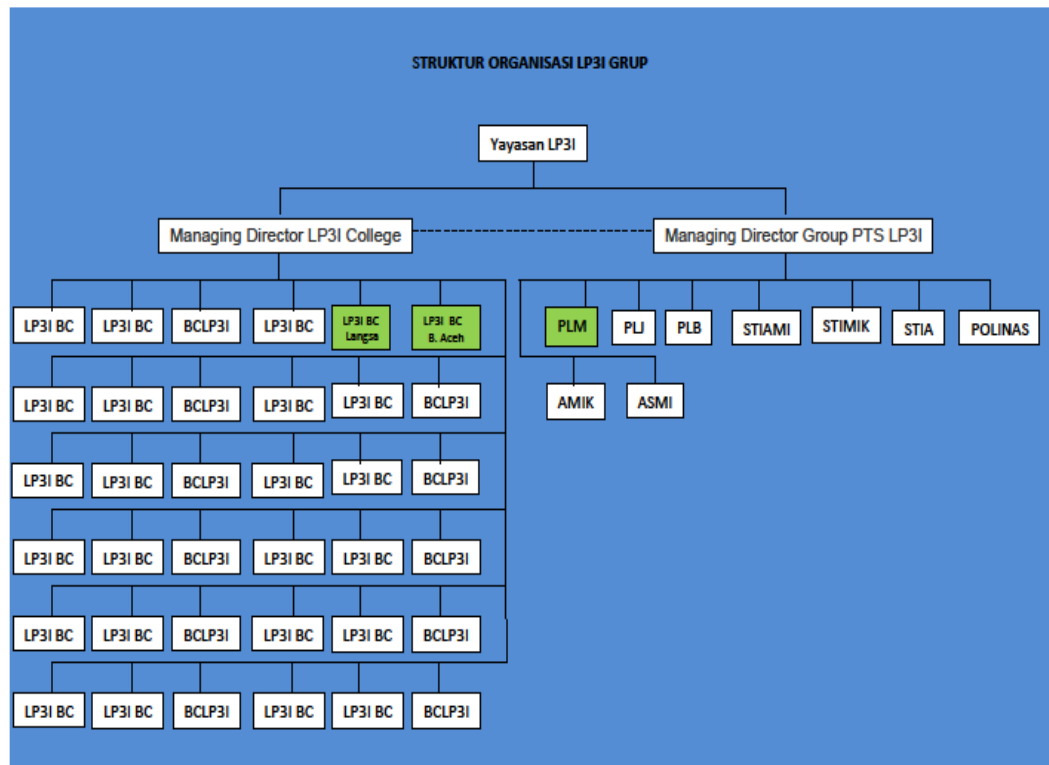 STRUKTUR ORGANISASI LP3I GRUP
Yayasan LP3I
Managing Director LP3I College
Managing Director Group PTS LP3I
LP3I BC
LP3I BC
BCLP3I
LP3I BC
LP3I BC
Langsa
LP3I BC
B. Aceh
PLM
PLJ
PLB
STIAMI
STIMIK
STIA
POLINAS
LP3I BC
LP3I BC
BCLP3I
LP3I BC
LP3I BC
BCLP3I
AMIK
ASMI
LP3I BC
LP3I BC
BCLP3I
LP3I BC
LP3I BC
BCLP3I
LP3I BC
LP3I BC
BCLP3I
LP3I BC
LP3I BC
BCLP3I
LP3I BC
LP3I BC
BCLP3I
LP3I BC
LP3I BC
BCLP3I
LP3I BC
LP3I BC
BCLP3I
LP3I BC
LP3I BC
BCLP3I